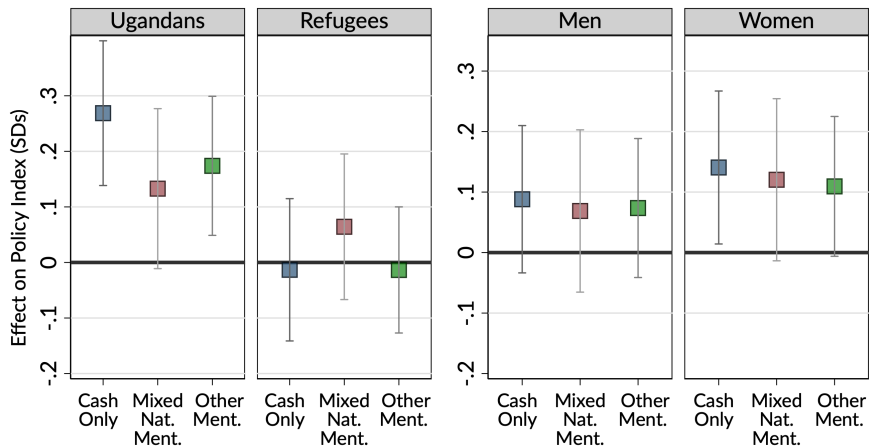 Ugandans
Refugees
Men
Women
Effect on Policy Index (SDs)
.3
.2
.1
0
-.1
-.2
.3
.2
.1
0
-.1
-.2
Cash
Only
Mixed
Nat.
Ment.
Other
Ment.
Cash
Only
Mixed
Nat.
Ment.
Other
Ment.
Cash
Only
Mixed
Nat.
Ment.
Other
Ment.
Cash
Only
Mixed
Nat.
Ment.
Other
Ment.